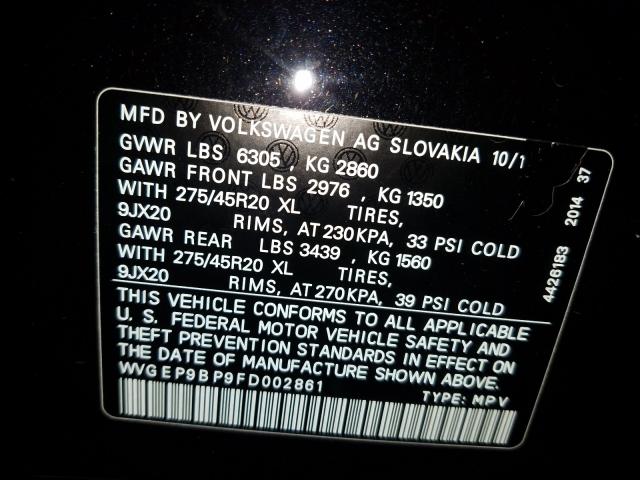 MFD BY VOLKSWAGEN AG SLOVAKIA 10/1
GVWR LBS 6305 , KG 2860
GAWR FRONT LBS 2976 , KG 1350
WITH 275/45R20 XL TIRES,
9JX20 RIMS, AT 230KPA, 33 PSI COLD
GAWR REAR LBS 3439 , KG 1560
WITH 275/45R20 XL TIRES,
9JX20 RIMS, AT 270KPA, 39 PSI COLD
THIS VEHICLE CONFORMS TO ALL APPLICABLE
U. S. FEDERAL MOTOR VEHICLE SAFETY AND
THEFT PREVENTION STANDARDS IN EFFECT ON
THE DATE OF MANUFACTURE SHOWN ABOVE.
WVGEP9BP9FD002861
TYPE: MPV
4426183 2014 37